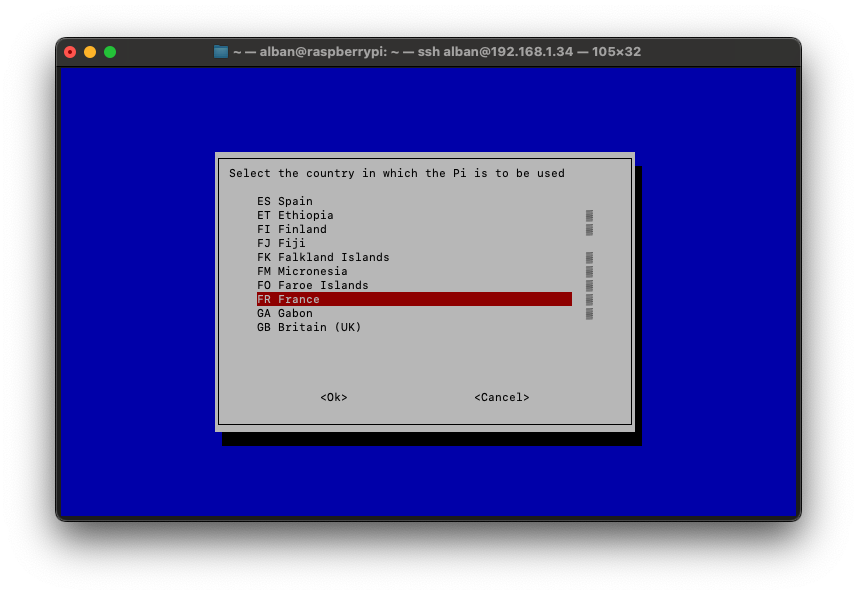 ~ — alban@raspberrypi: ~ — ssh alban@192.168.1.34 — 105×32
Select the country in which the Pi is to be used
ES Spain
ET Ethiopia
FI Finland
FJ Fiji
FK Falkland Islands
FM Micronesia
FO Faroe Islands
FR France
GA Gabon
GB Britain (UK)
<Ok> <Cancel>